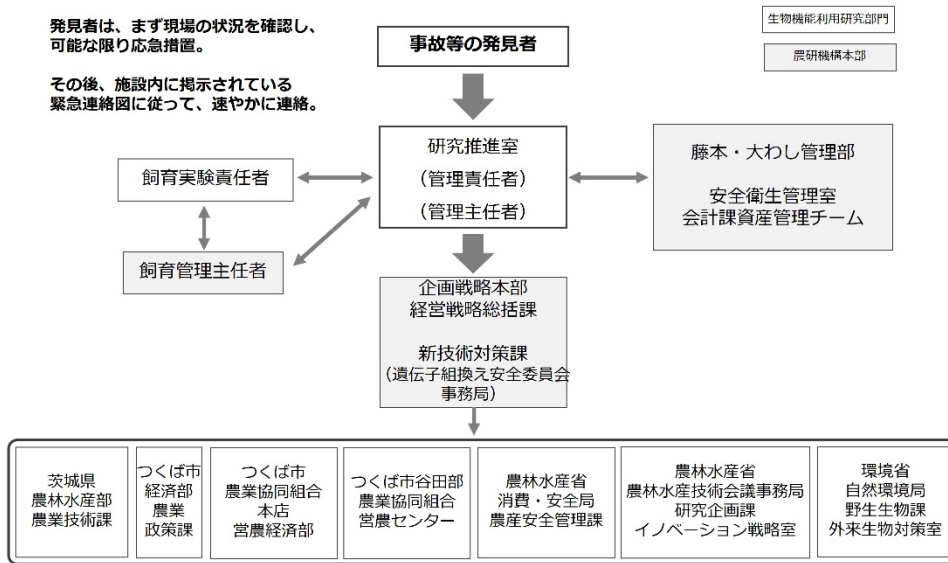 発見者は、まず現場の状況を確認し、
可能な限り応急措置。
その後、施設内に掲示されている
緊急連絡図に従って、速やかに連絡。
事故等の発見者
生物機能利用研究部門
農研機構本部
研究推進室
(管理責任者)
(管理主任者)
飼育実験責任者
飼育管理主任者
藤本・大わし管理部
安全衛生管理室
会計課資産管理チーム
企画戦略本部
経営戦略総括課
新技術対策課
(遺伝子組換え安全委員会
事務局)
茨城県
農林水産部
農業技術課
つくば市
経済部
農業
政策課
つくば市
農業協同組合
本店
営農経済部
つくば市谷田部
農業協同組合
営農センター
農林水産省
消費・安全局
農産安全管理課
農林水産省
農林水産技術会議事務局
研究企画課
イノベーション戦略室
環境省
自然環境局
野生生物課
外来生物対策室